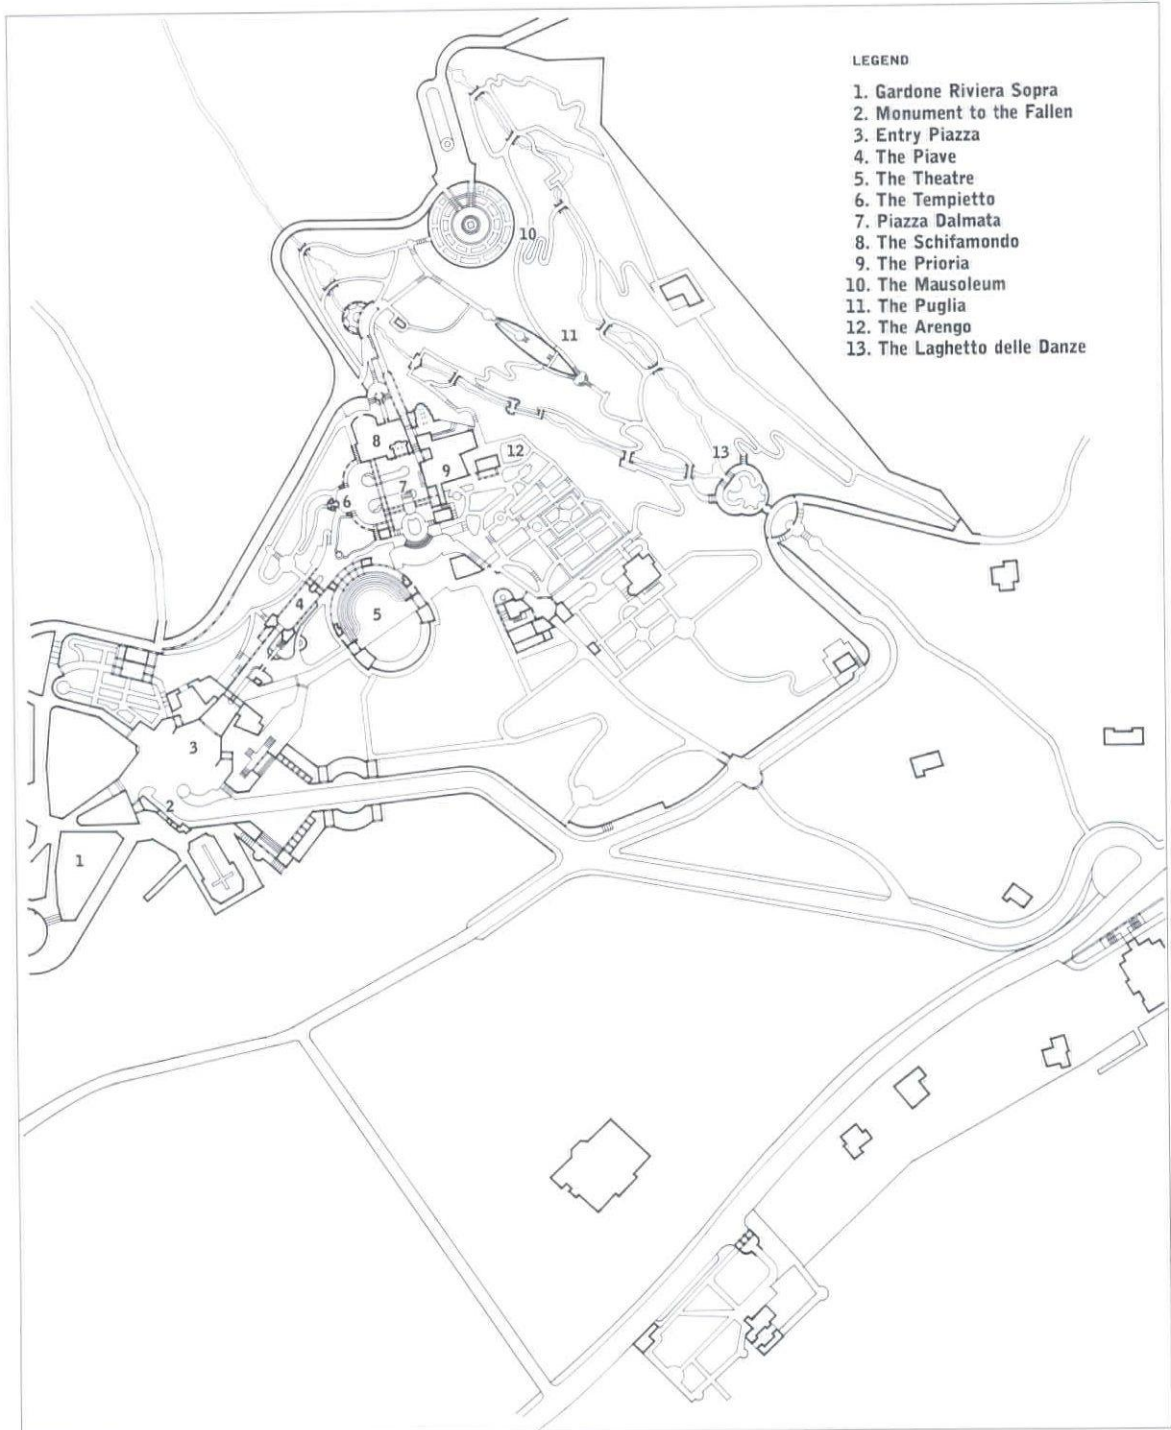 LEGEND
1. Gardone Riviera Sopra
2. Monument to the Fallen
3. Entry Piazza
4. The Piave
5. The Theatre
6. The Tempietto
7. Piazza Dalmata
8. The Schifamondo
9. The Prioria
10. The Mausoleum
11. The Puglia
12. The Arengo
13. The Laghetto delle Danze
10
11
8
12
9
13
7
6
4
5
3
2
1